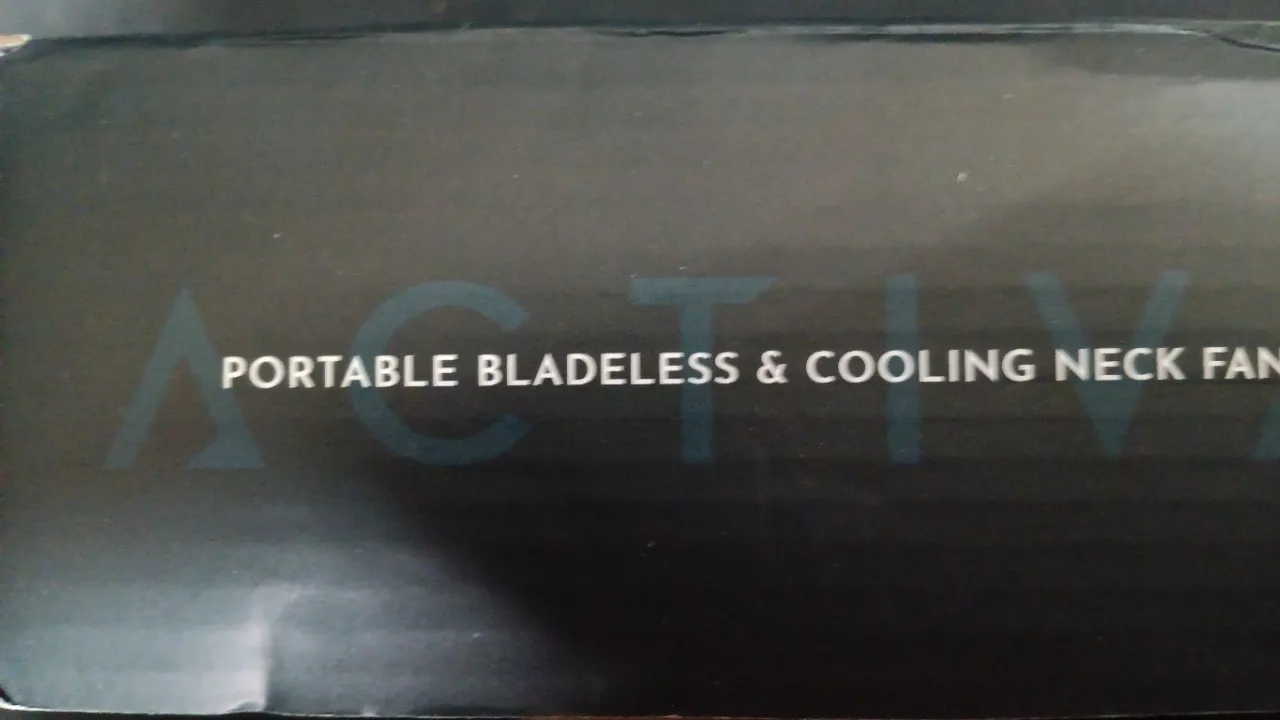 ACTIV
PORTABLE BLADELESS & COOLING NECK FAN